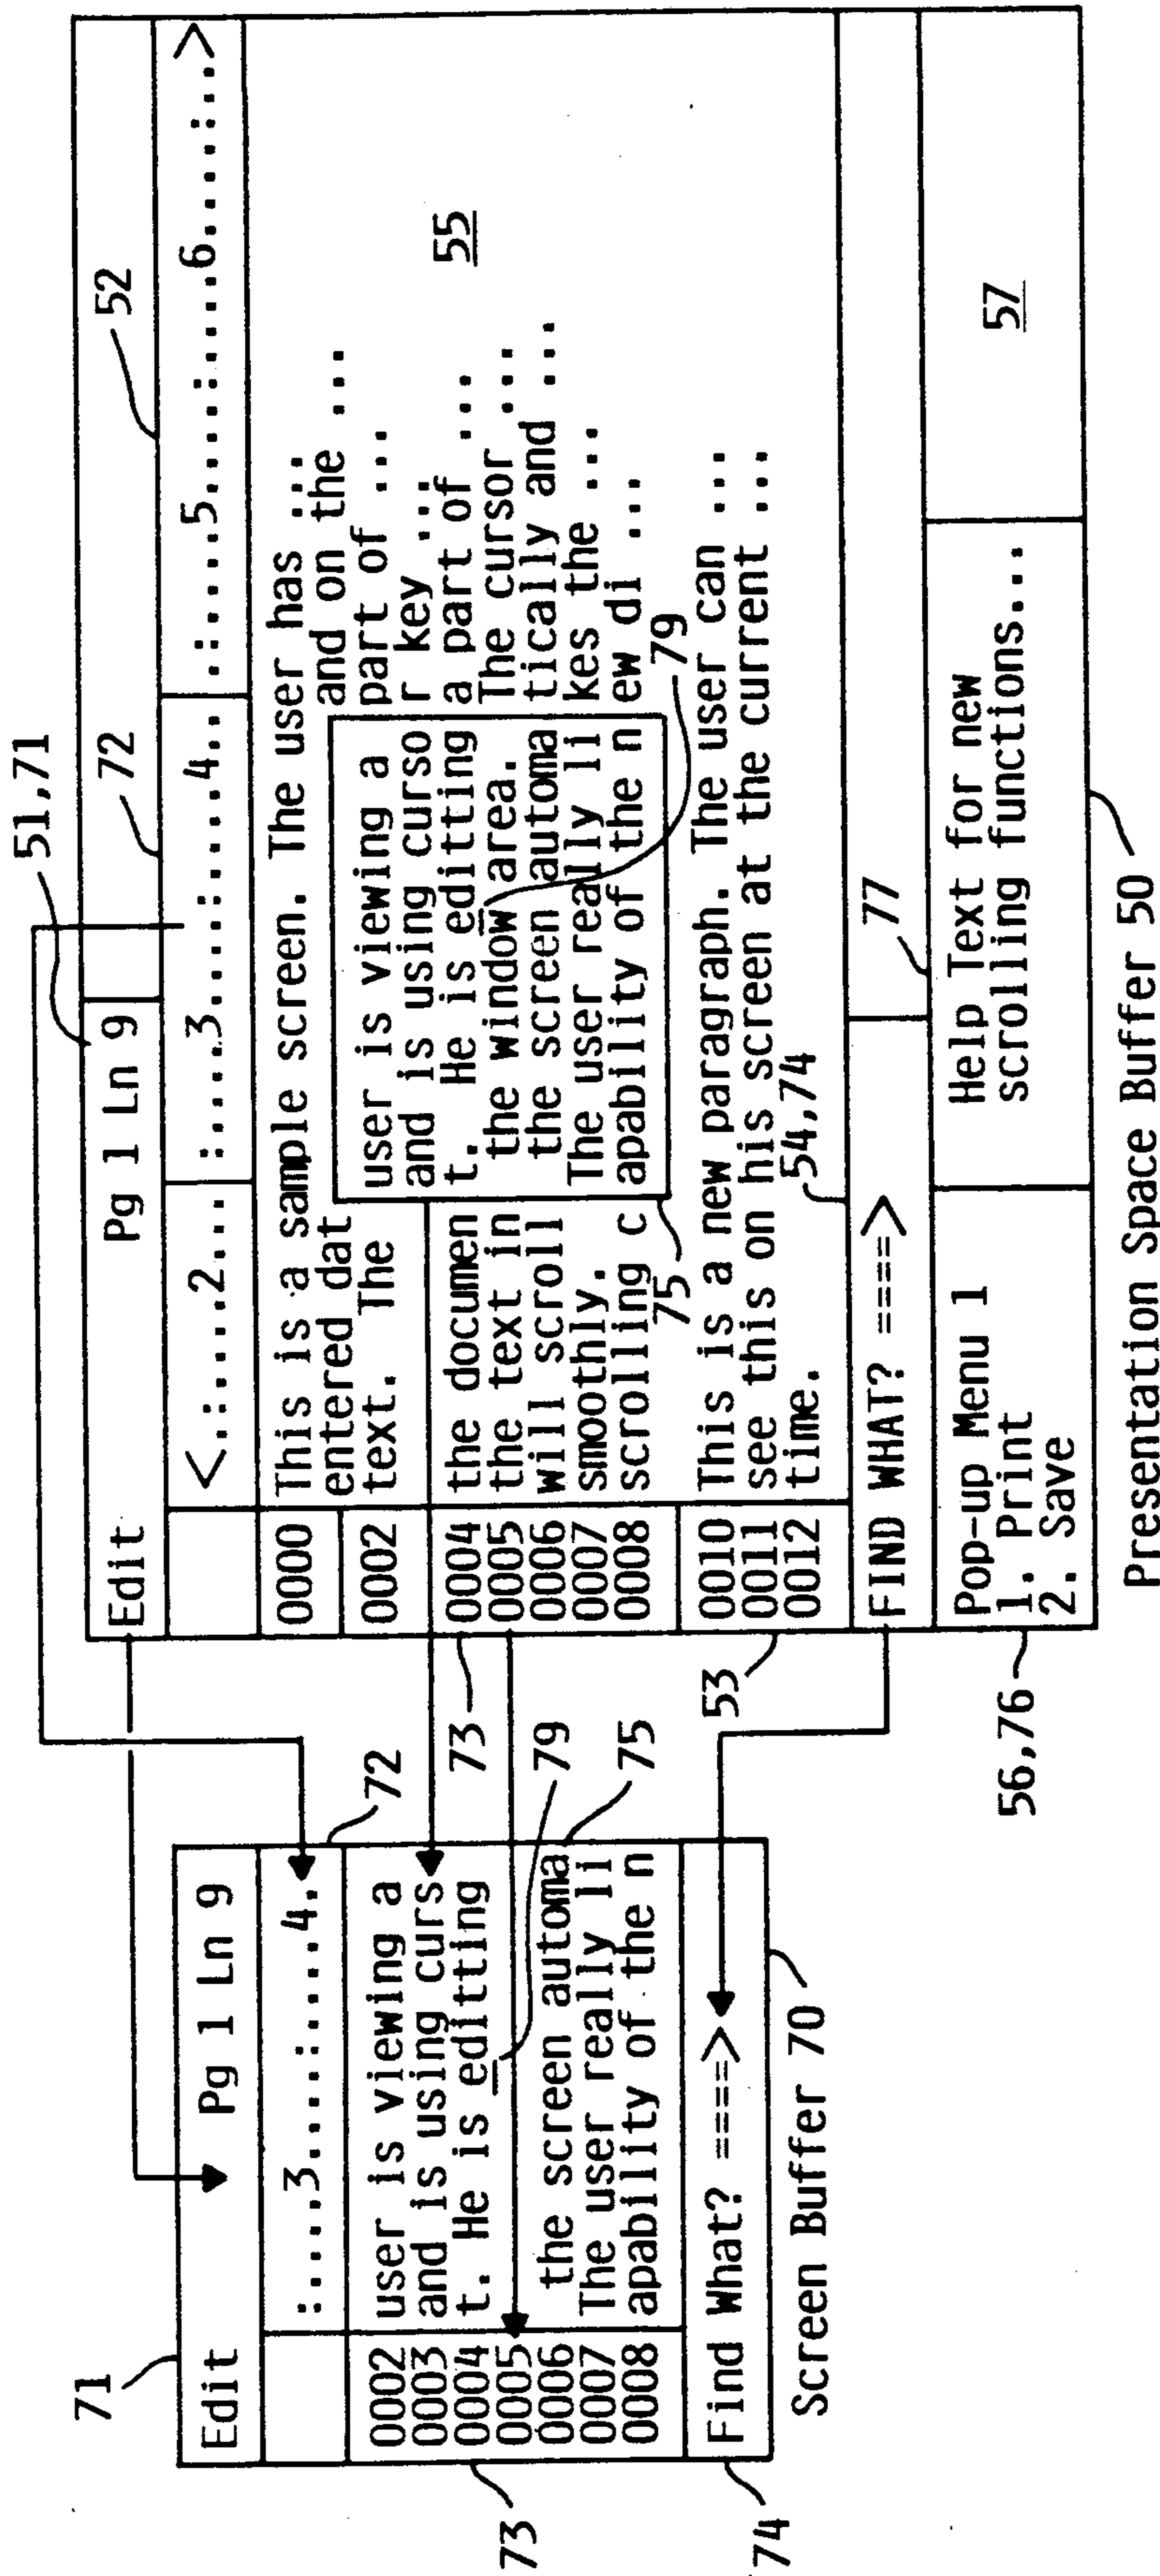 71
Edit Pg 1 Ln 9
:....3....:....4.
72
0002 user is viewing a
0003 and is using curs
0004 t. He is editting
0005
79
0006 the screen automa
75
0007 The user really li
0008 apability of the n
73
Find What? ====>
74
Screen Buffer 70
51,71
Edit Pg 1 Ln 9
72
52
<.:....2... :....3....:....4.. .:....5....:....6....:...>
0000 This is a sample screen. The user has ...
entered dat and on the ...
0002 text. The user is viewing a part of ...
and is using curso r key ...
0004 the documen t. He is editting a part of ...
0005 the text in the window area. The cursor ...
0006 will scroll the screen automa tically and ...
0007 smoothly. The user really li kes the ...
0008 scrolling c apability of the n ew di ...
55
73
75
79
0010 This is a new paragraph. The user can ...
0011 see this on his screen at the current ...
0012 time.
53
54,74
FIND WHAT? ====>
77
Pop-up Menu 1 Help Text for new
1. Print scrolling functions...
2. Save
57
56,76
Presentation Space Buffer 50